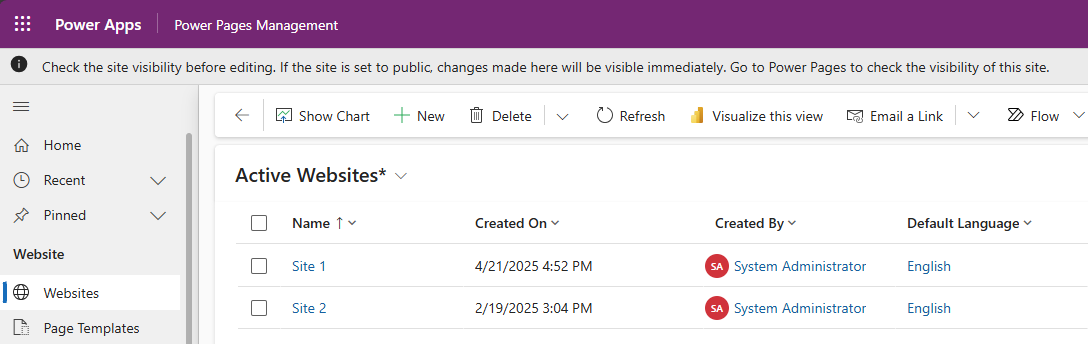 Power Apps Power Pages Management
Check the site visibility before editing. If the site is set to public, changes made here will be visible immediately. Go to Power Pages to check the visibility of this site.
Show Chart New Delete Refresh Visualize this view Email a Link Flow
Home
Recent
Pinned
Website
Websites
Page Templates
Active Websites*
Name ↑ Created On Created By Default Language
Site 1 4/21/2025 4:52 PM SA System Administrator English
Site 2 2/19/2025 3:04 PM SA System Administrator English